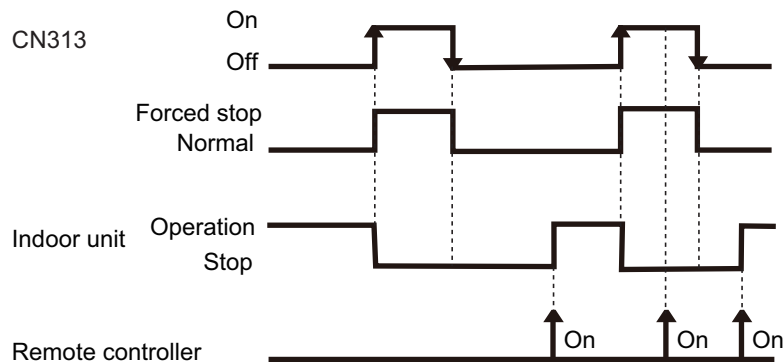 On
CN313
Off
Forced stop
Normal
Operation
Indoor unit
Stop
On On On
Remote controller